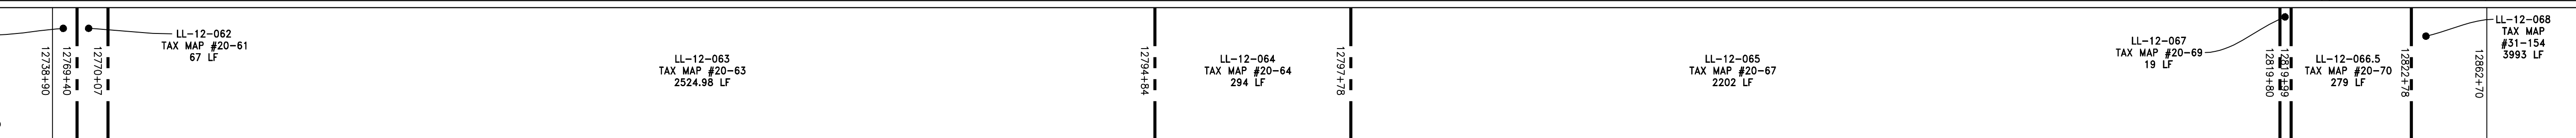 12738+90
12769+40
12770+07
LL-12-062
TAX MAP #20-61
67 LF
LL-12-063
TAX MAP #20-63
2524.98 LF
12794+84
LL-12-064
TAX MAP #20-64
294 LF
12797+78
LL-12-065
TAX MAP #20-67
2202 LF
LL-12-067
TAX MAP #20-69
19 LF
12819+80
12819+99
LL-12-066.5
TAX MAP #20-70
279 LF
12822+78
12862+70
LL-12-068
TAX MAP
#31-154
3993 LF